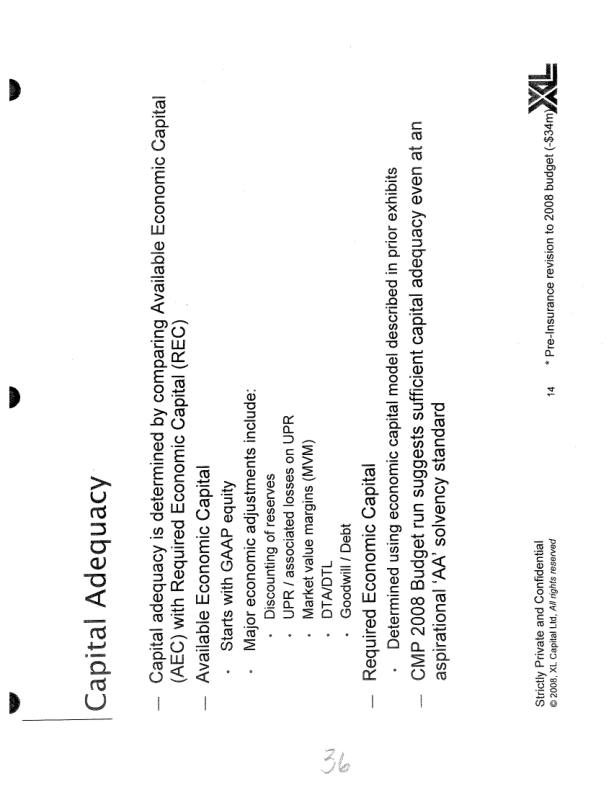 Capital Adequacy
— Capital adequacy is determined by comparing Available Economic Capital
(AEC) with Required Economic Capital (REC)
— Available Economic Capital
· Starts with GAAP equity
· Major economic adjustments include:
· Discounting of reserves
· UPR / associated losses on UPR
· Market value margins (MVM)
· DTA/DTL
· Goodwill / Debt
— Required Economic Capital
· Determined using economic capital model described in prior exhibits
— CMP 2008 Budget run suggests sufficient capital adequacy even at an
aspirational 'AA' solvency standard
Strictly Private and Confidential
© 2008, XL Capital Ltd, All rights reserved
14
* Pre-Insurance revision to 2008 budget (-$34m)
XL
36